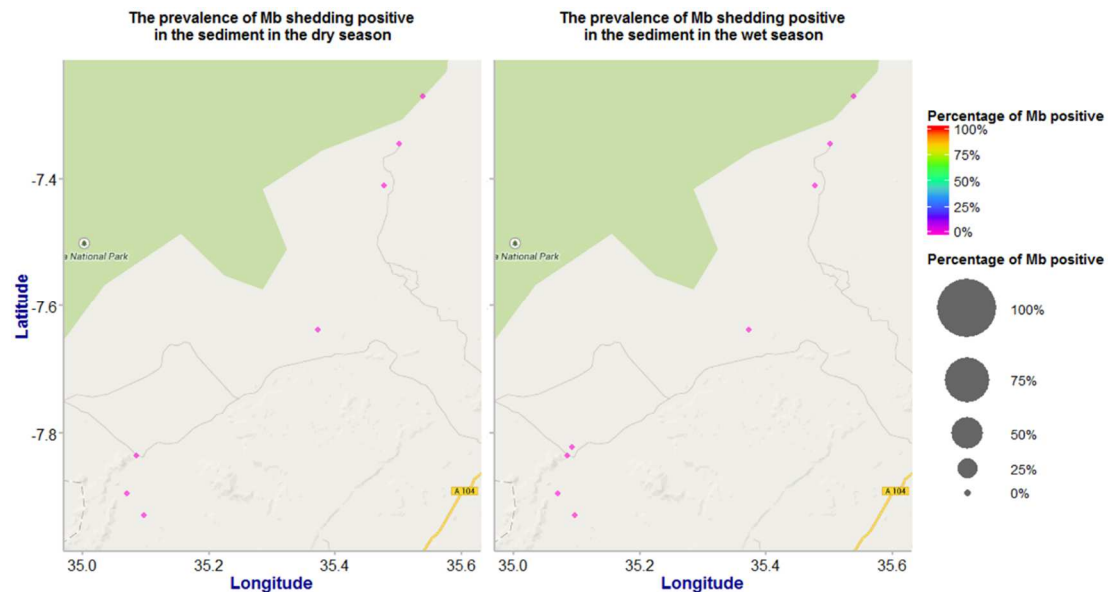 The prevalence of Mb shedding positive
in the sediment in the dry season
The prevalence of Mb shedding positive
in the sediment in the wet season
Latitude
-7.4
-7.6
-7.8
a National Park
A 104
35.0 35.2 35.4 35.6
Longitude
a National Park
A 104
35.0 35.2 35.4 35.6
Longitude
Percentage of Mb positive
100%
75%
50%
25%
0%
Percentage of Mb positive
100%
75%
50%
25%
0%